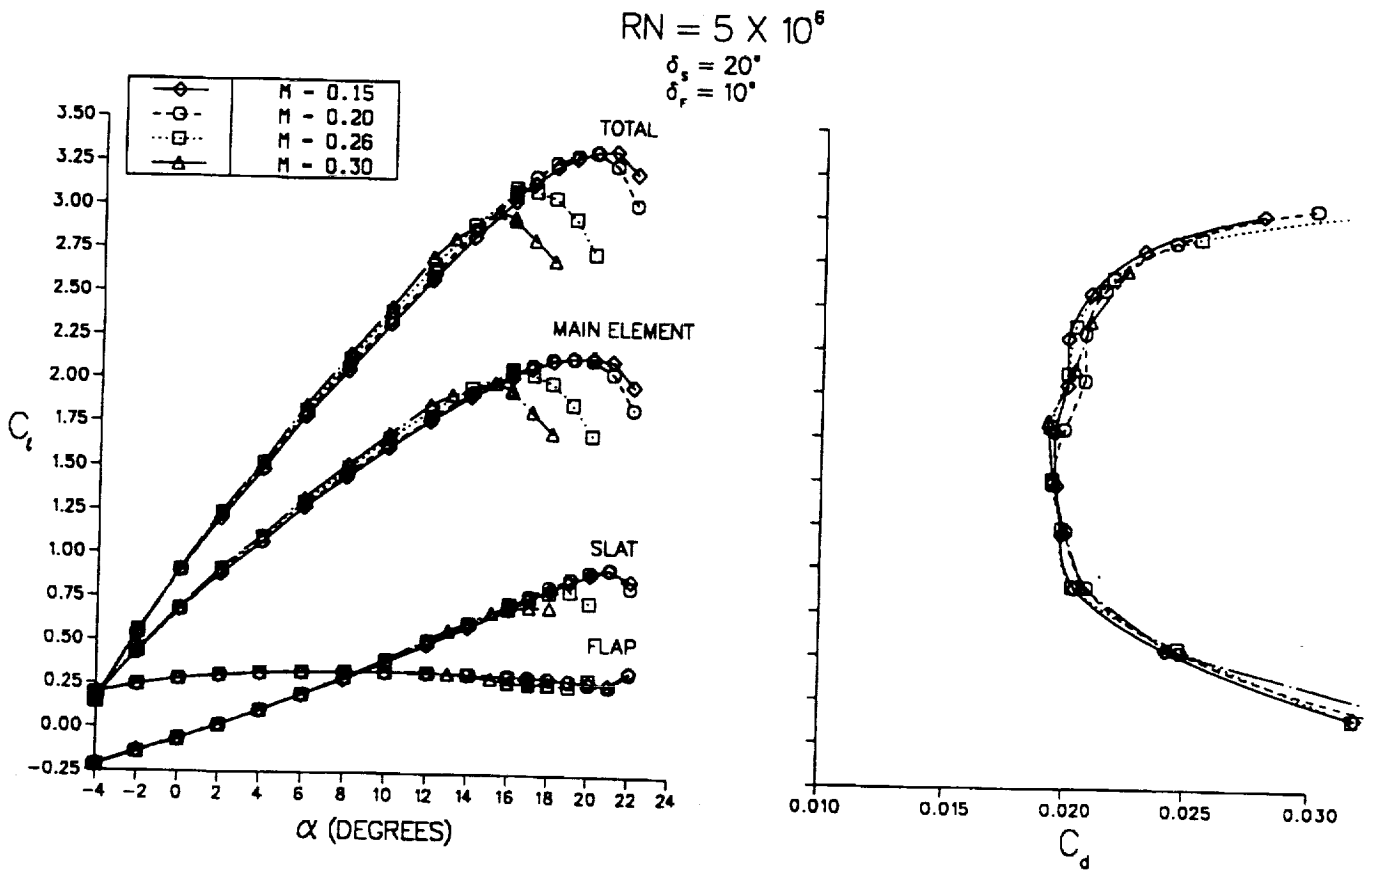 RN = 5 X 10⁶
δₛ = 20°
δ_F = 10°
M - 0.15
M - 0.20
M - 0.26
M - 0.30
TOTAL
MAIN ELEMENT
SLAT
FLAP
3.50
3.25
3.00
2.75
2.50
2.25
2.00
1.75
1.50
1.25
1.00
0.75
0.50
0.25
0.00
-0.25
C_ℓ
-4 -2 0 2 4 6 8 10 12 14 16 18 20 22 24
α (DEGREES)
0.010 0.015 0.020 0.025 0.030
C_d